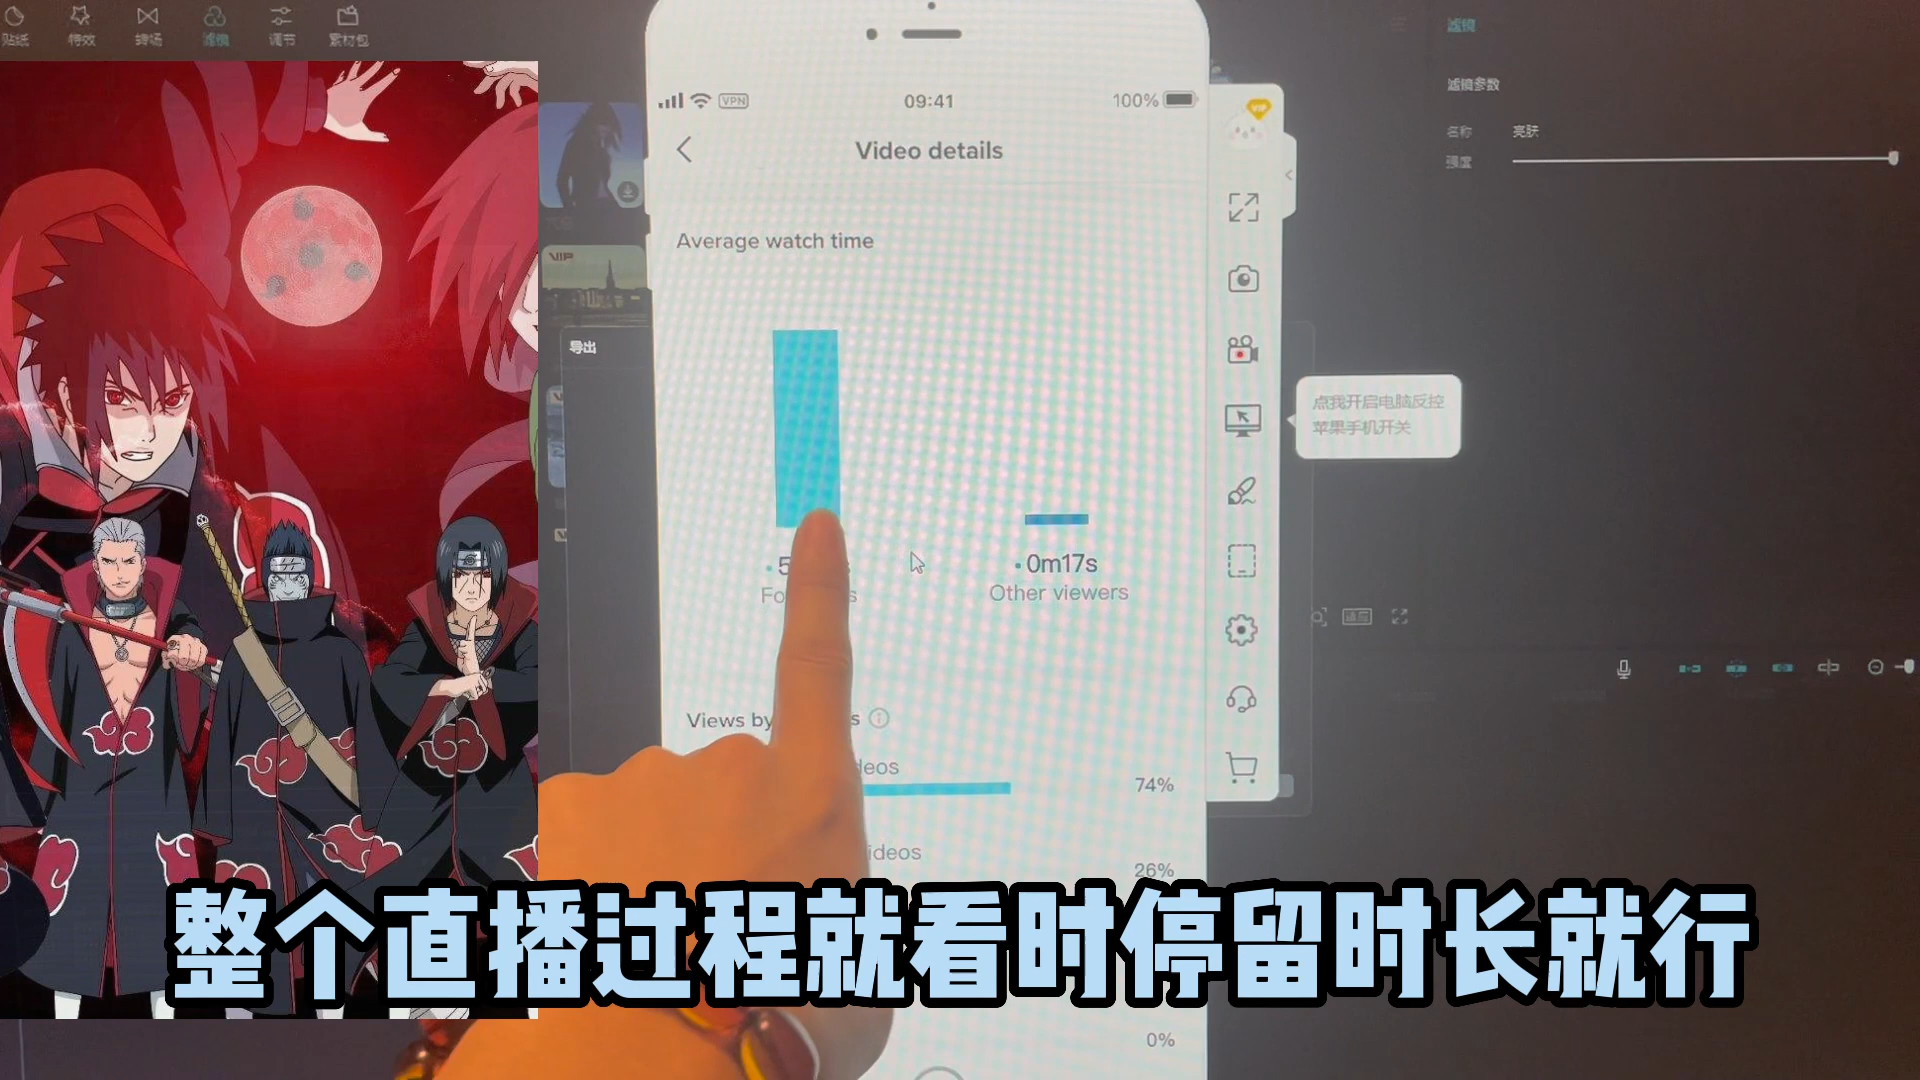 贴纸 特效 转场 滤镜 调节 素材包
滤镜
滤镜参数
名称 亮肤
强度
VPN
09:41
100%
Video details
VIP
Average watch time
VIP
导出
点我开启电脑反控
苹果手机开关
0m17s
Other viewers
Views by
74%
26%
整个直播过程就看时停留时长就行
0%